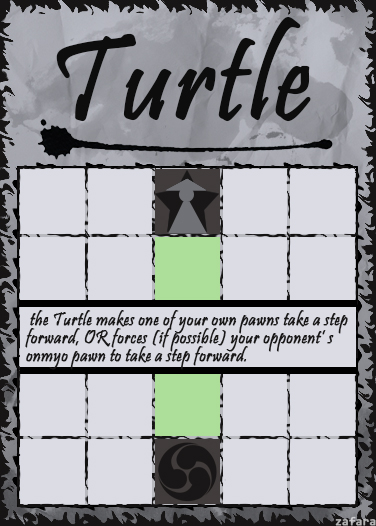 Turtle
the Turtle makes one of your own pawns take a step
forward, OR forces (if possible) your opponent's
onmyo pawn to take a step forward.
zafara